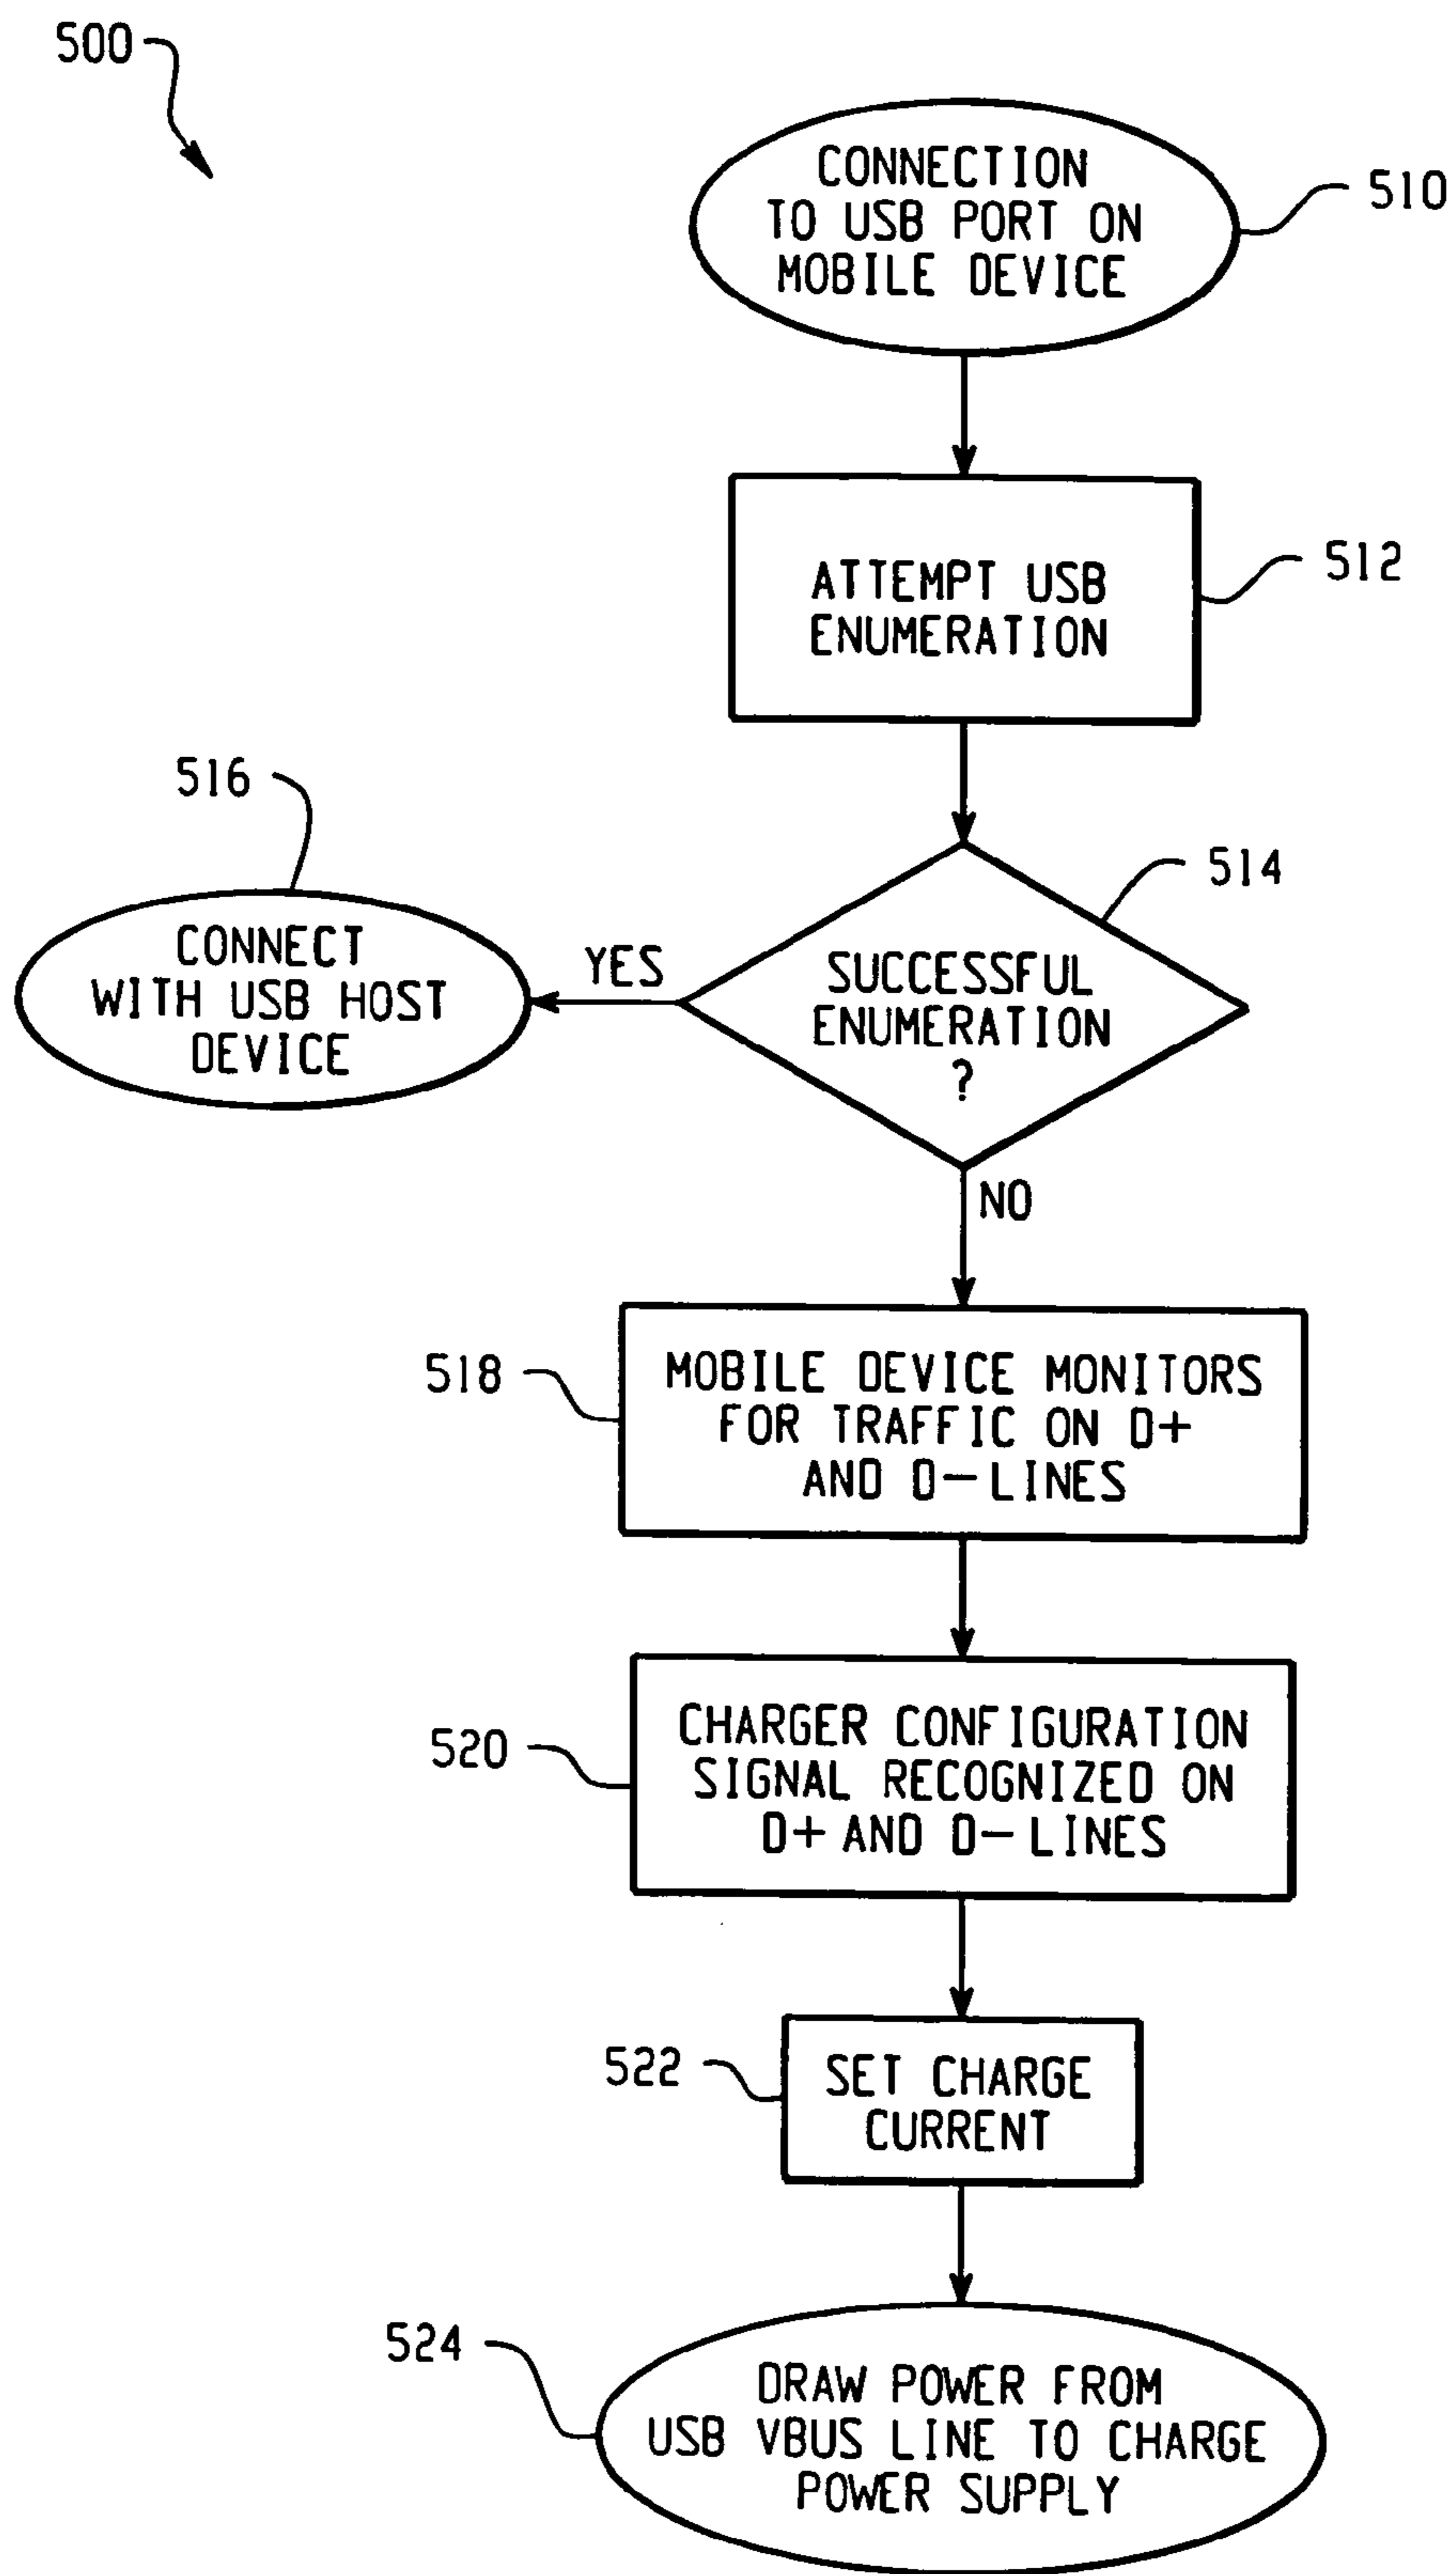 500
CONNECTION
TO USB PORT ON
MOBILE DEVICE
510
ATTEMPT USB
ENUMERATION
512
516
CONNECT
WITH USB HOST
DEVICE
YES
514
SUCCESSFUL
ENUMERATION
?
NO
518
MOBILE DEVICE MONITORS
FOR TRAFFIC ON D+
AND D- LINES
520
CHARGER CONFIGURATION
SIGNAL RECOGNIZED ON
D+ AND D- LINES
522
SET CHARGE
CURRENT
524
DRAW POWER FROM
USB VBUS LINE TO CHARGE
POWER SUPPLY